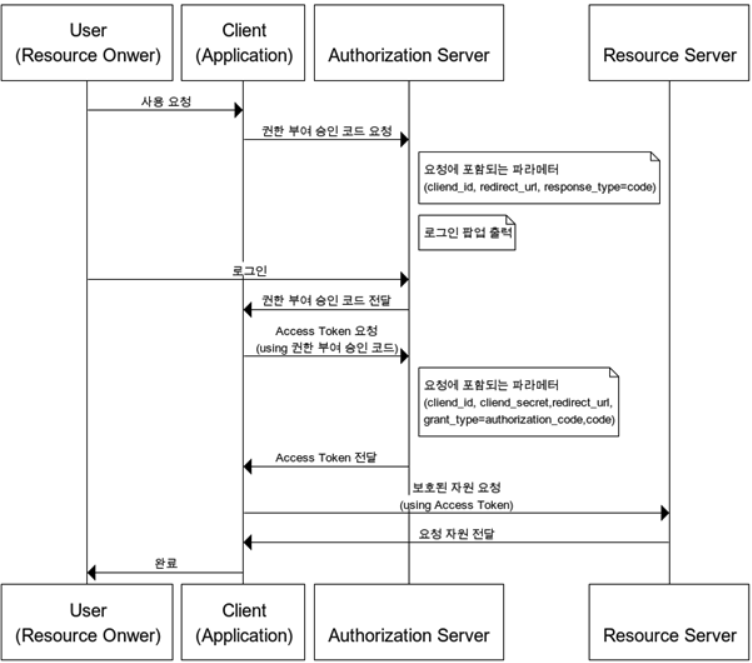 User
(Resource Onwer)
Client
(Application)
Authorization Server
Resource Server
사용 요청
권한 부여 승인 코드 요청
요청에 포함되는 파라메터
(cliend_id, redirect_url, response_type=code)
로그인 팝업 출력
로그인
권한 부여 승인 코드 전달
Access Token 요청
(using 권한 부여 승인 코드)
요청에 포함되는 파라메터
(cliend_id, cliend_secret,redirect_url,
grant_type=authorization_code,code)
Access Token 전달
보호된 자원 요청
(using Access Token)
요청 자원 전달
완료
User
(Resource Onwer)
Client
(Application)
Authorization Server
Resource Server